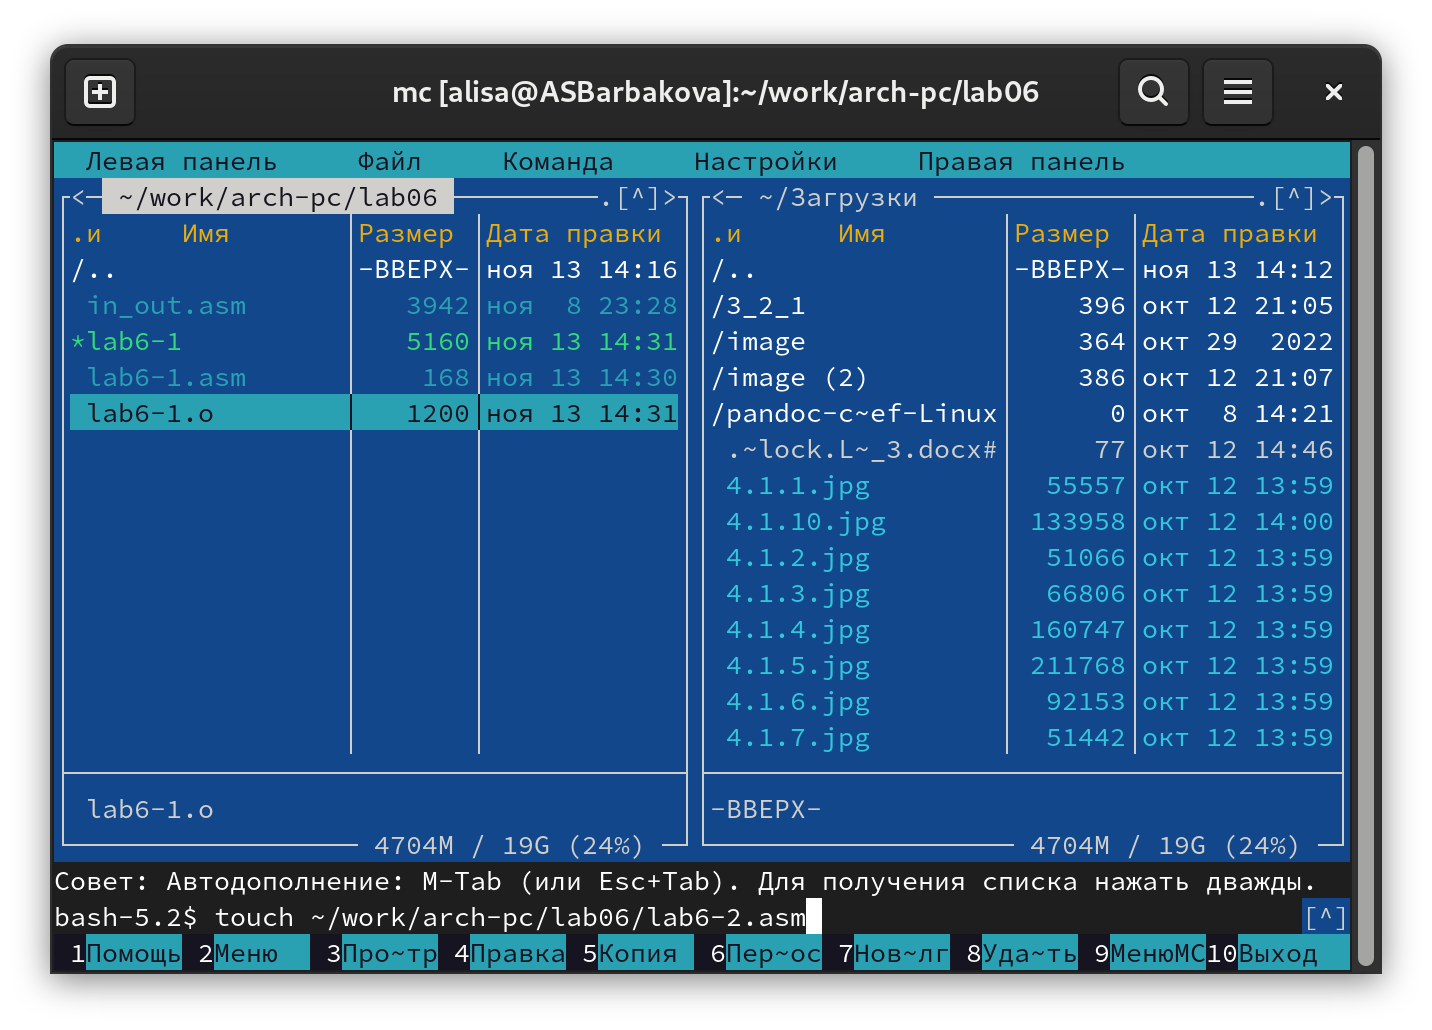 mc [alisa@ASBarbakova]:~/work/arch-pc/lab06
Левая панель Файл Команда Настройки Правая панель
<─ ~/work/arch-pc/lab06 .[^]> <─ ~/Загрузки .[^]>
.и Имя Размер Дата правки .и Имя Размер Дата правки
/.. -ВВЕРХ- ноя 13 14:16 /.. -ВВЕРХ- ноя 13 14:12
in_out.asm 3942 ноя 8 23:28 /3_2_1 396 окт 12 21:05
*lab6-1 5160 ноя 13 14:31 /image 364 окт 29 2022
lab6-1.asm 168 ноя 13 14:30 /image (2) 386 окт 12 21:07
lab6-1.o 1200 ноя 13 14:31 /pandoc-c~ef-Linux 0 окт 8 14:21
.~lock.L~_3.docx# 77 окт 12 14:46
4.1.1.jpg 55557 окт 12 13:59
4.1.10.jpg 133958 окт 12 14:00
4.1.2.jpg 51066 окт 12 13:59
4.1.3.jpg 66806 окт 12 13:59
4.1.4.jpg 160747 окт 12 13:59
4.1.5.jpg 211768 окт 12 13:59
4.1.6.jpg 92153 окт 12 13:59
4.1.7.jpg 51442 окт 12 13:59
lab6-1.o -ВВЕРХ-
4704M / 19G (24%) 4704M / 19G (24%)
Совет: Автодополнение: M-Tab (или Esc+Tab). Для получения списка нажать дважды.
bash-5.2$ touch ~/work/arch-pc/lab06/lab6-2.asm [^]
1Помощь 2Меню 3Про~тр 4Правка 5Копия 6Пер~ос 7Нов~лг 8Уда~ть 9МенюMC 10Выход